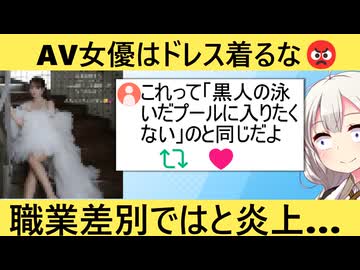 AV女優はドレス着るな😡
これって「黒人の泳
いだプールに入りたく
ない」のと同じだよ
職業差別ではと炎上...